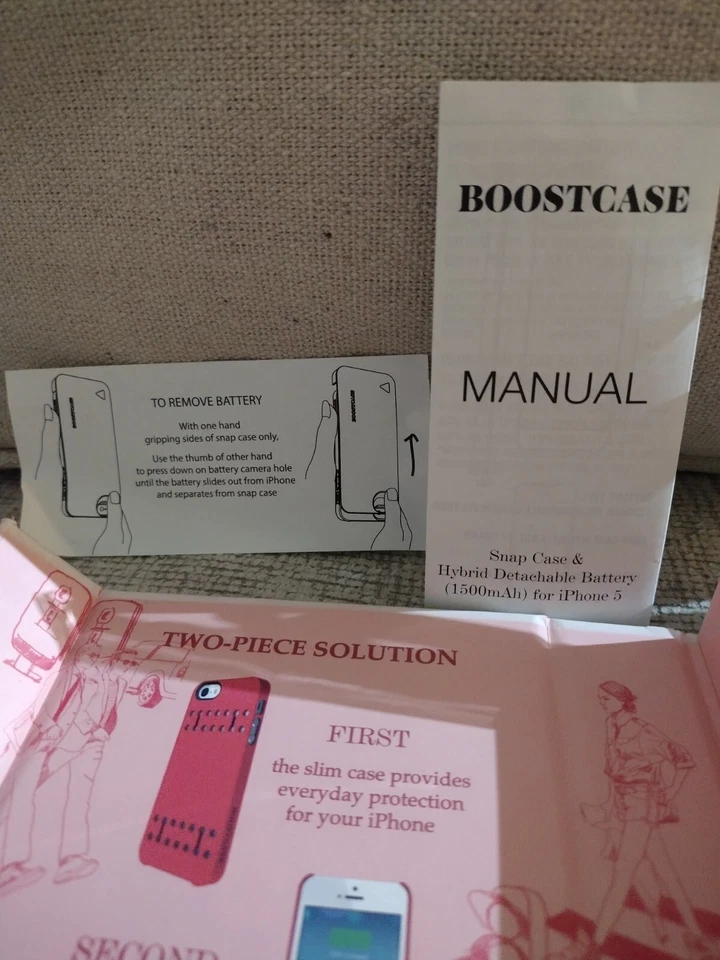 BOOSTCASE
MANUAL
Snap Case &
Hybrid Detachable Battery
(1500mAh) for iPhone 5
TO REMOVE BATTERY
With one hand
gripping sides of snap case only,
Use the thumb of other hand
to press down on battery camera hole
until the battery slides out from iPhone
and separates from snap case
BOOSTCASE
BOOSTCASE
TWO-PIECE SOLUTION
FIRST
the slim case provides
everyday protection
for your iPhone
SECOND